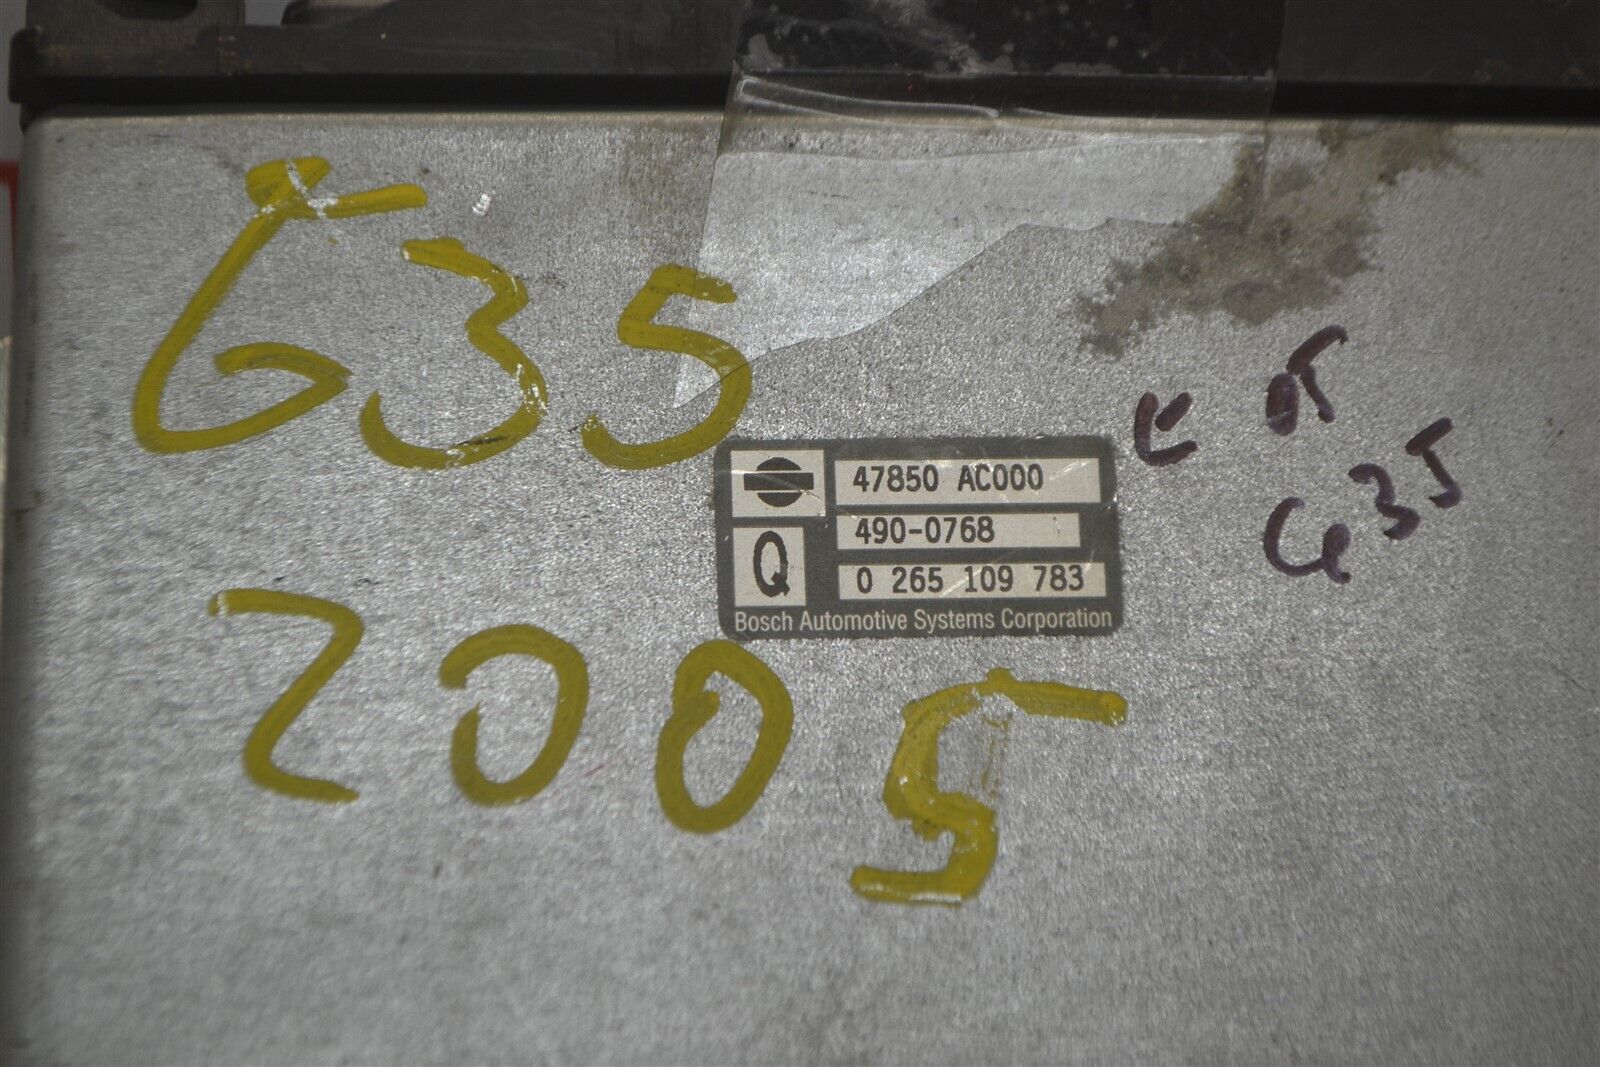 G35
47850 AC000
490-0768
Q
0 265 109 783
Bosch Automotive Systems Corporation
G35
2005